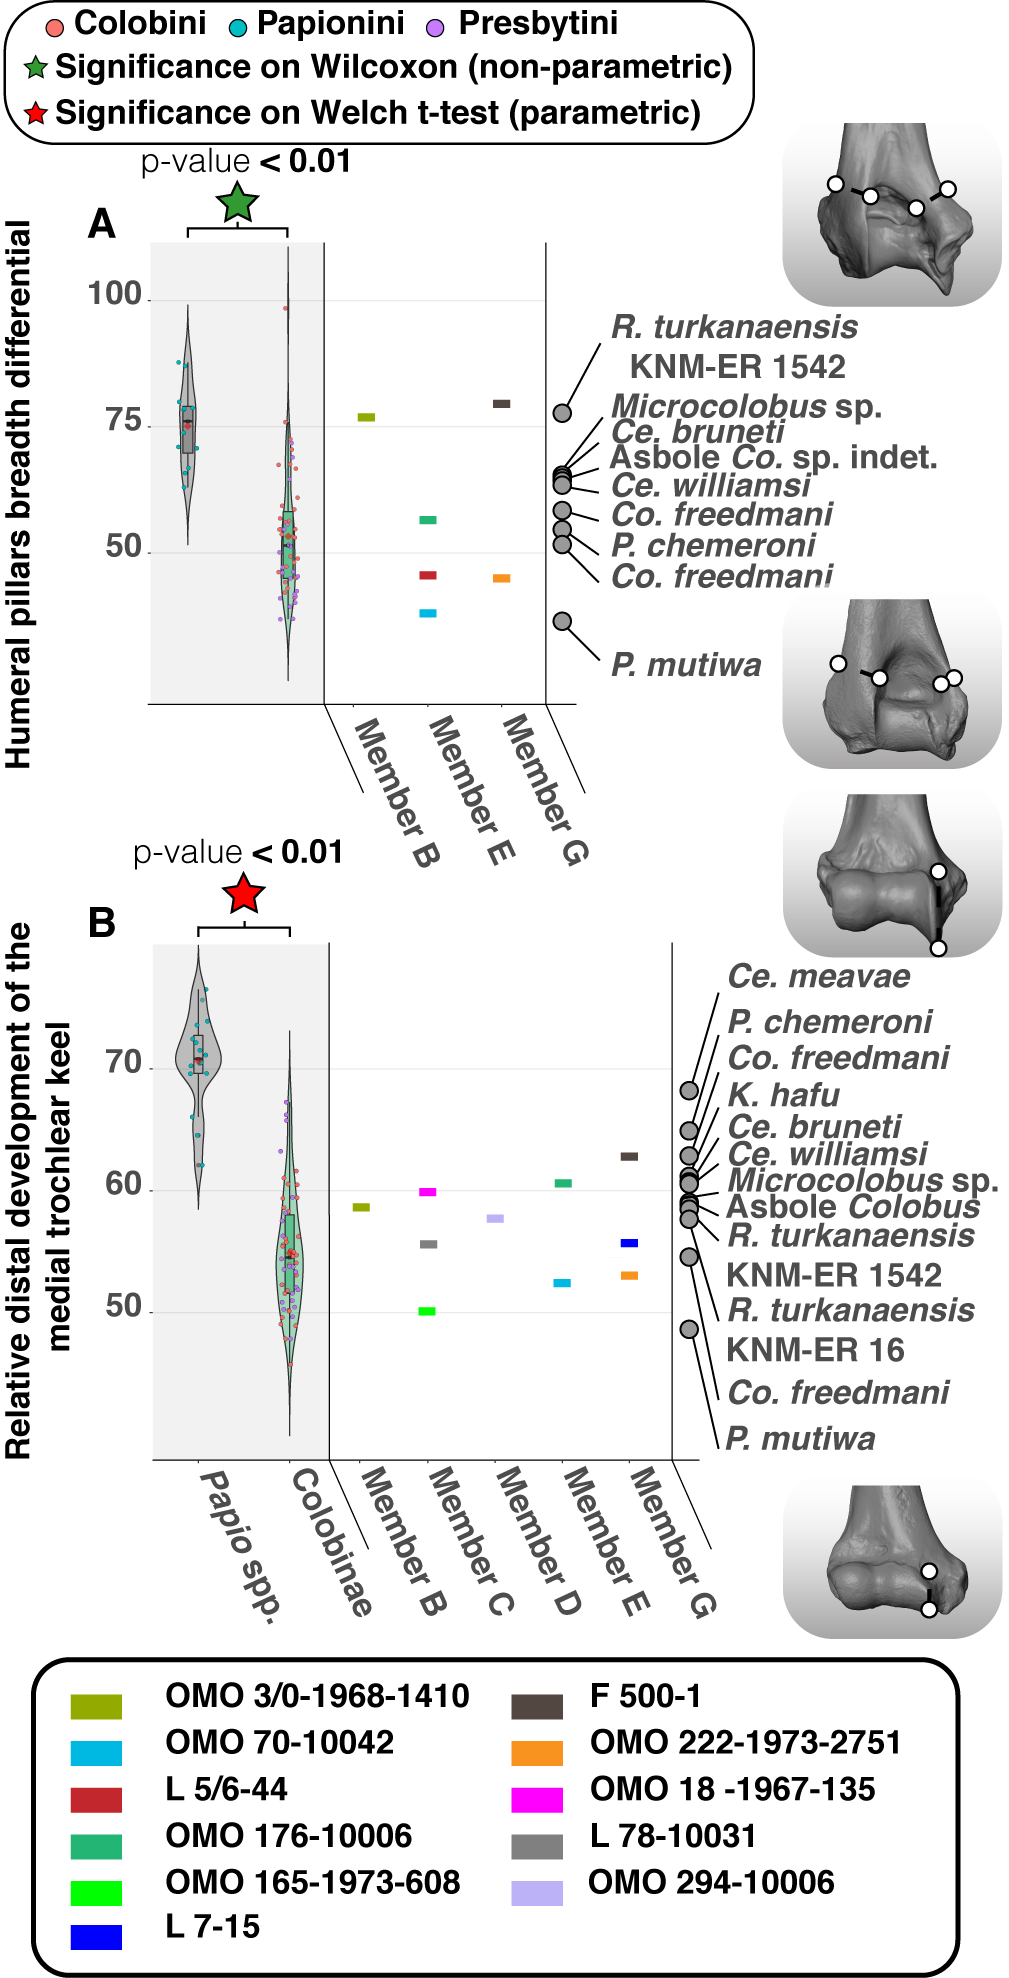 Colobini Papionini Presbytini
Significance on Wilcoxon (non-parametric)
Significance on Welch t-test (parametric)
p-value < 0.01
A
Humeral pillars breadth differential
100
75
50
R. turkanaensis
KNM-ER 1542
Microcolobus sp.
Ce. bruneti
Asbole Co. sp. indet.
Ce. williamsi
Co. freedmani
P. chemeroni
Co. freedmani
P. mutiwa
Member B
Member E
Member G
p-value < 0.01
B
Relative distal development of the
medial trochlear keel
70
60
50
Ce. meavae
P. chemeroni
Co. freedmani
K. hafu
Ce. bruneti
Ce. williamsi
Microcolobus sp.
Asbole Colobus
R. turkanaensis
KNM-ER 1542
R. turkanaensis
KNM-ER 16
Co. freedmani
P. mutiwa
Papio spp.
Colobinae
Member B
Member C
Member D
Member E
Member G
OMO 3/0-1968-1410
OMO 70-10042
L 5/6-44
OMO 176-10006
OMO 165-1973-608
L 7-15
F 500-1
OMO 222-1973-2751
OMO 18 -1967-135
L 78-10031
OMO 294-10006